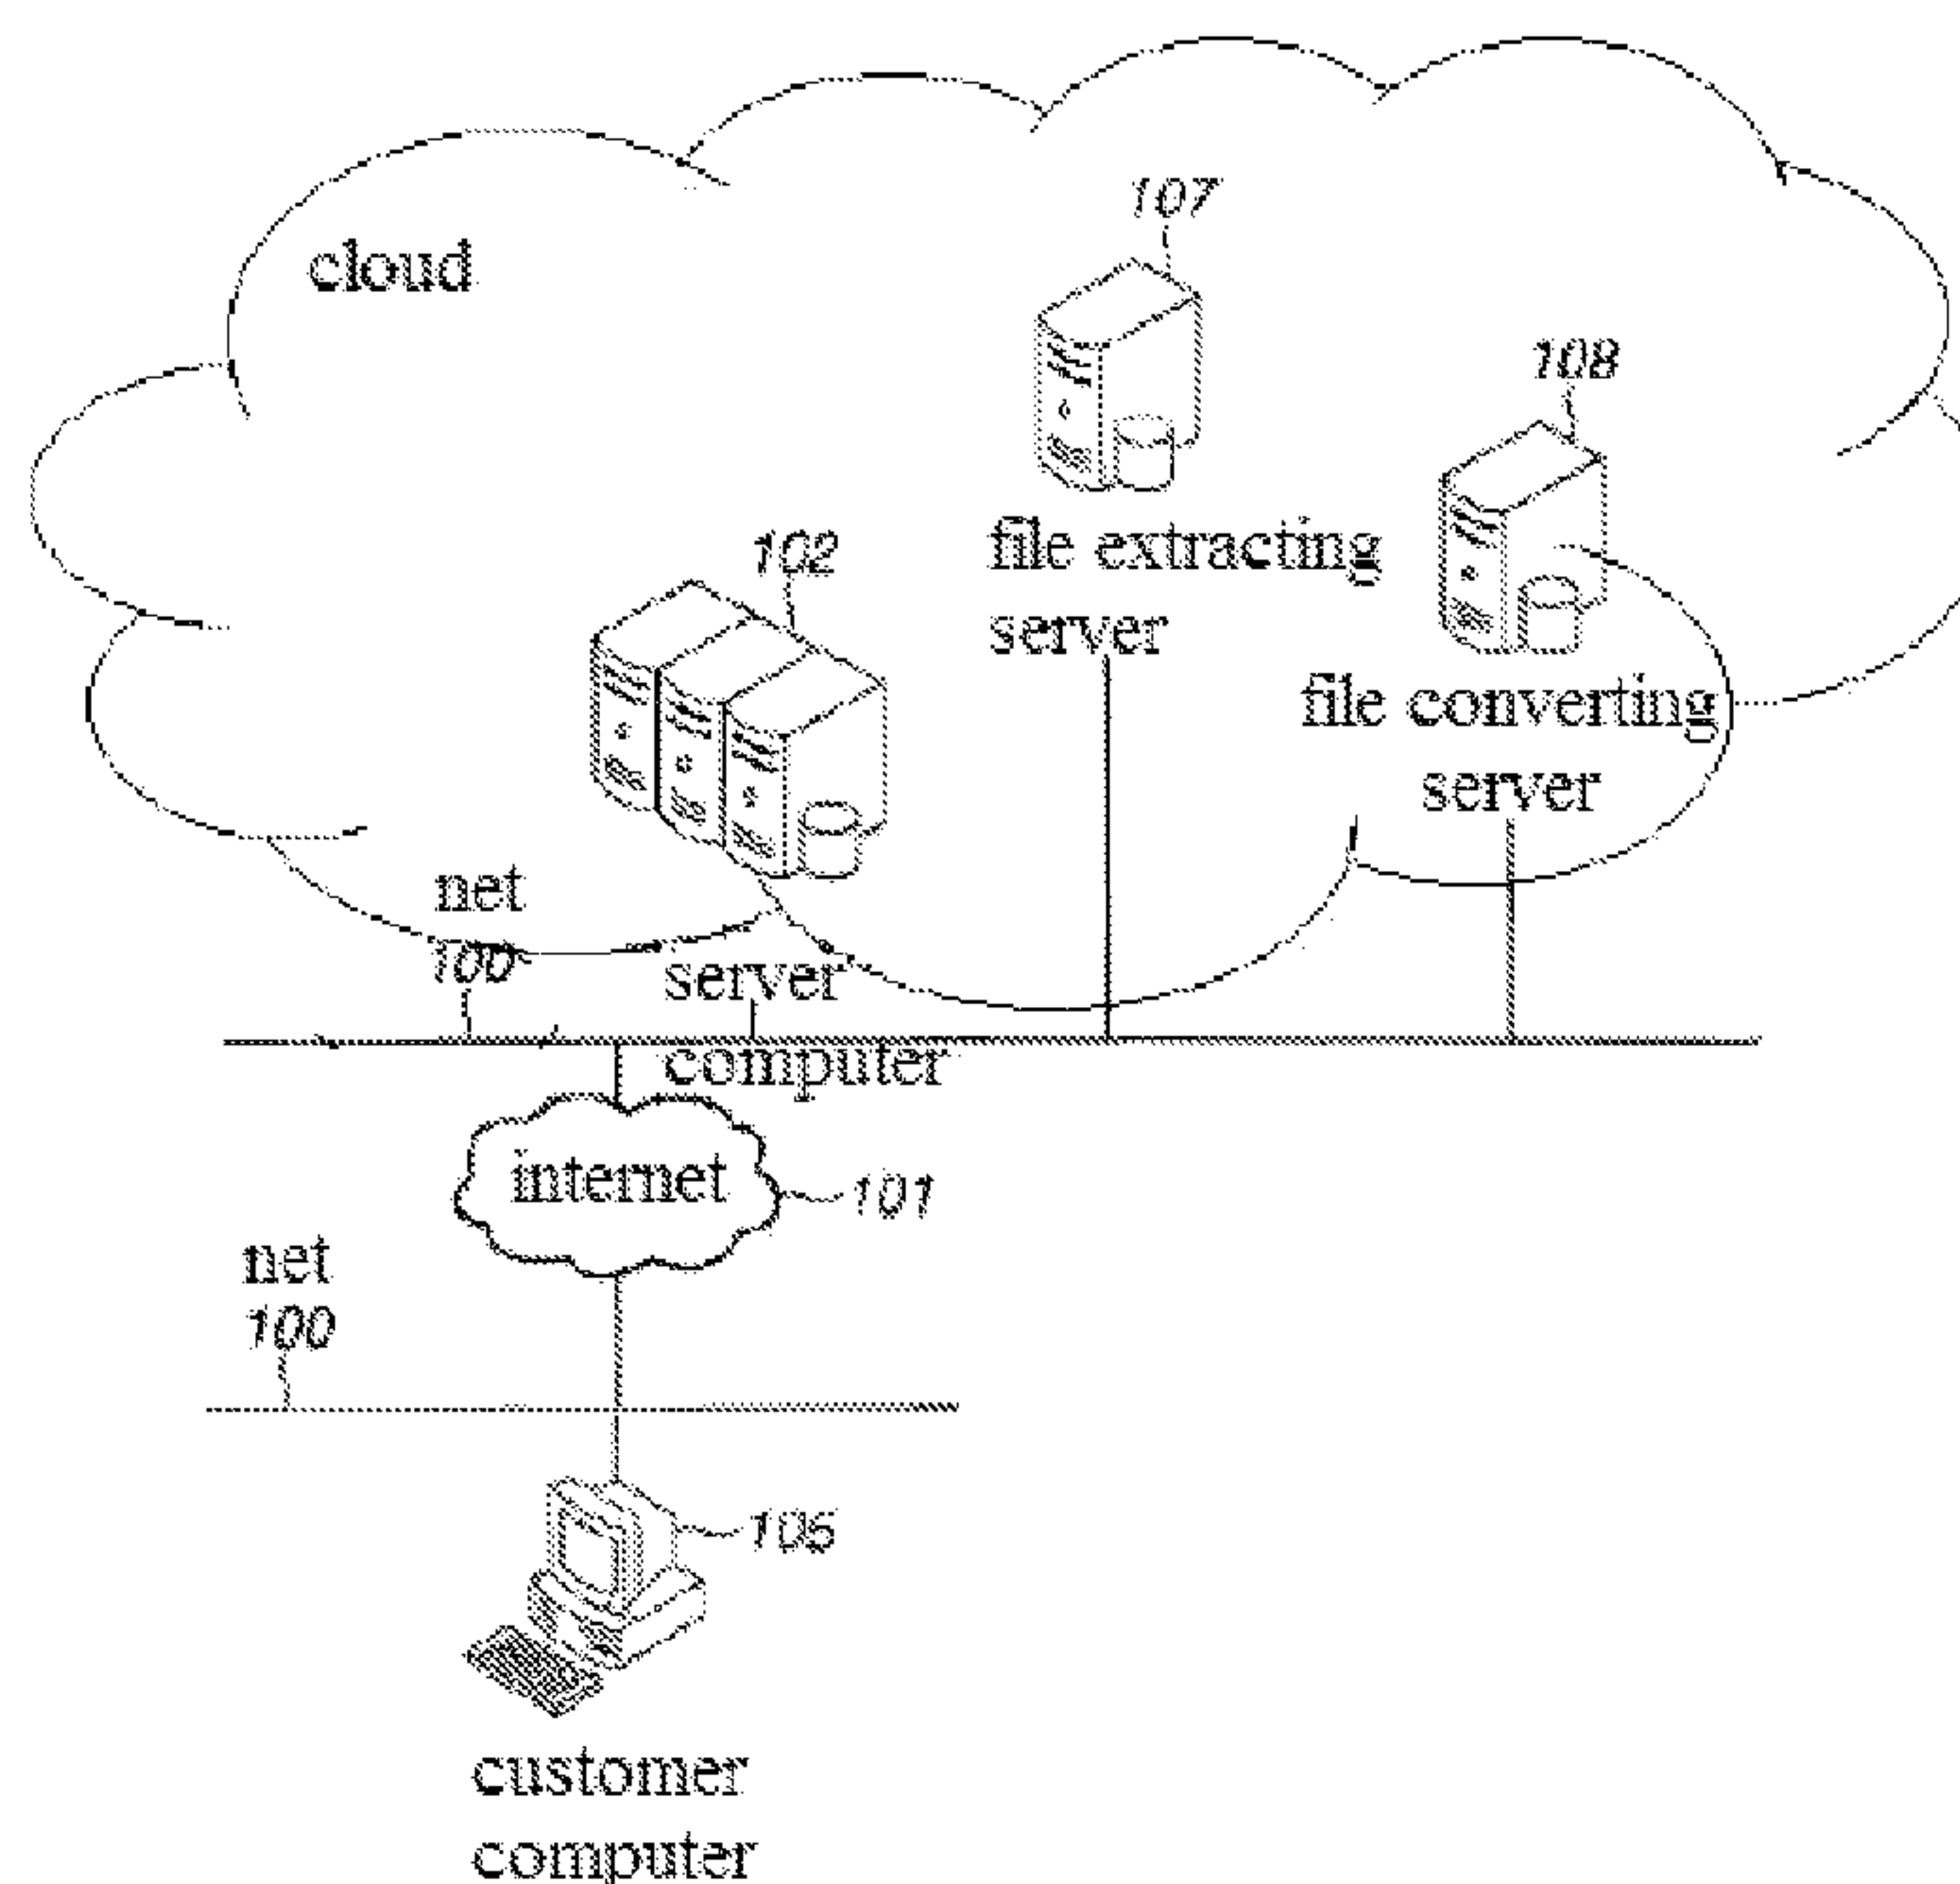 107
cloud
108
102
file extracting
server
file converting
server
net
100
server
computer
internet
101
net
100
106
customer
computer